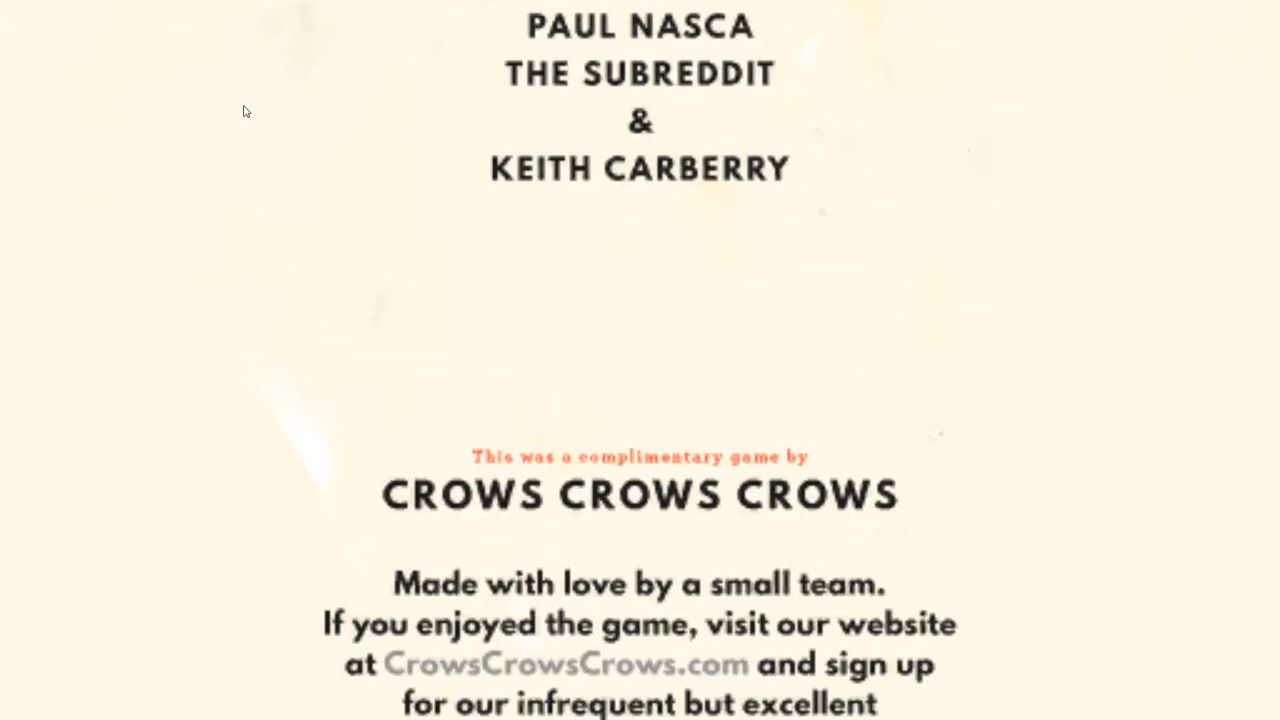 PAUL NASCA
THE SUBREDDIT
&
KEITH CARBERRY
This was a complimentary game by
CROWS CROWS CROWS
Made with love by a small team.
If you enjoyed the game, visit our website
at CrowsCrowsCrows.com and sign up
for our infrequent but excellent